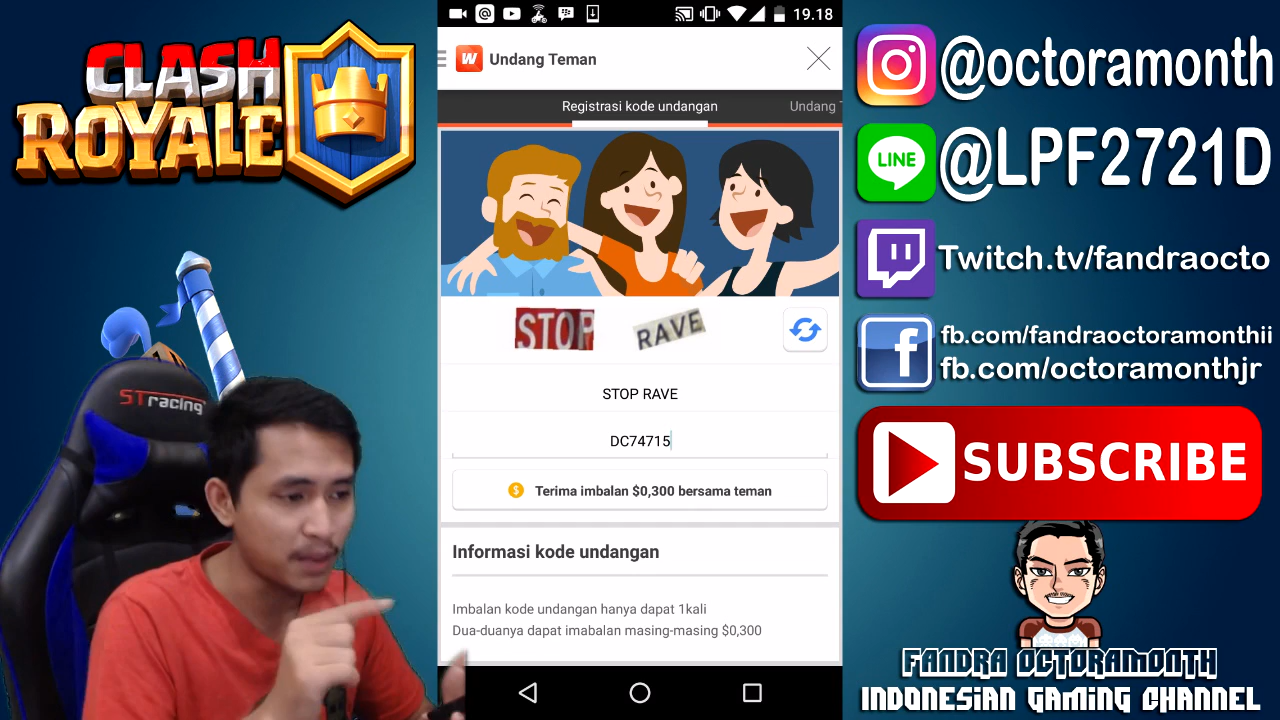 CLASH
ROYALE
STracing
19.18
W Undang Teman
Registrasi kode undangan
Undang T
STOP RAVE
STOP RAVE
DC74715
$ Terima imbalan $0,300 bersama teman
Informasi kode undangan
Imbalan kode undangan hanya dapat 1kali
Dua-duanya dapat imabalan masing-masing $0,300
@octoramonth
LINE @LPF2721D
Twitch.tv/fandraocto
fb.com/fandraoctoramonthii
fb.com/octoramonthjr
SUBSCRIBE
FANDRA OCTORAMONTH
INDONESIAN GAMING CHANNEL